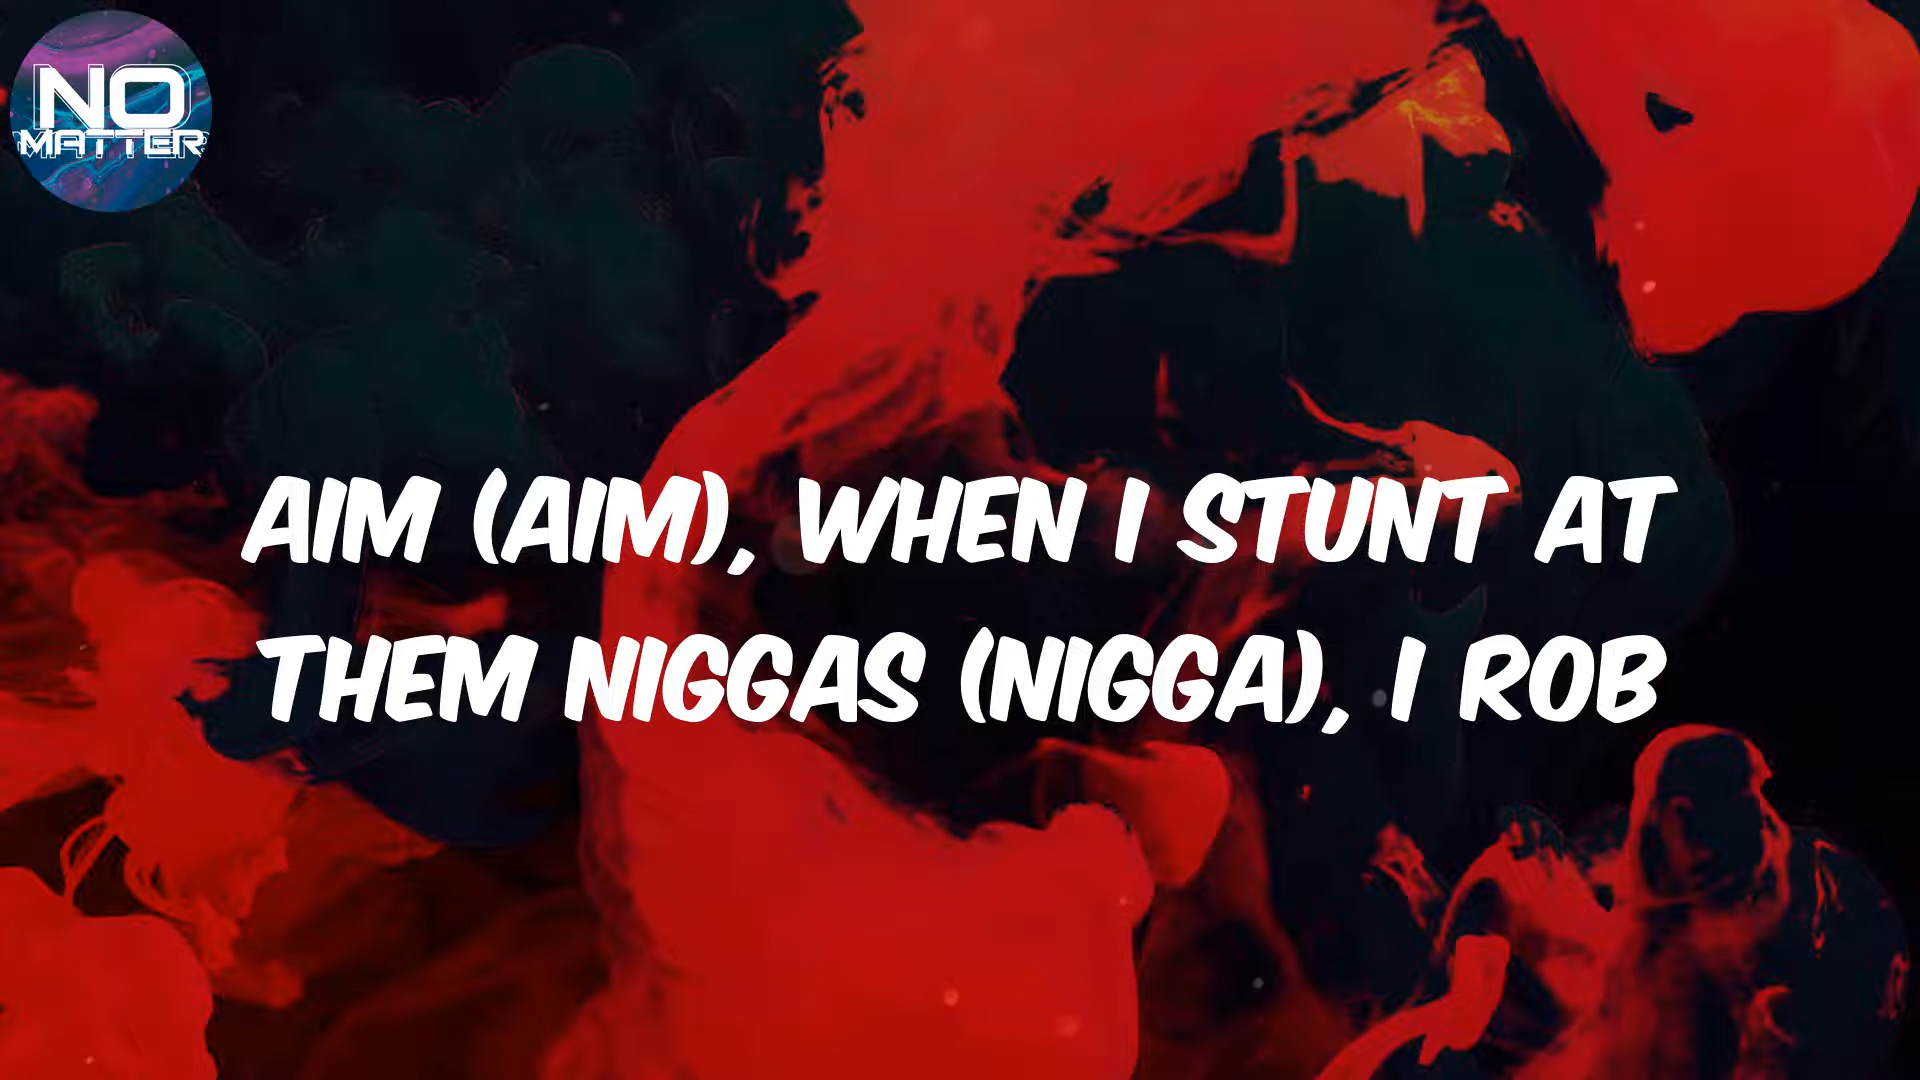 NO
MATTER
AIM (AIM), WHEN I STUNT AT
THEM NIGGAS (NIGGA), I ROB